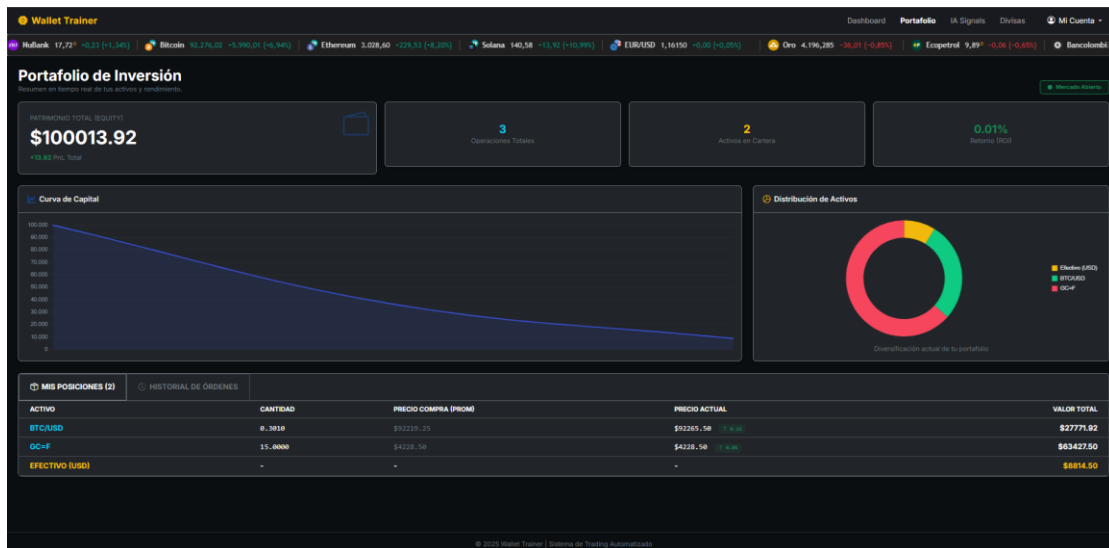 Wallet Trainer
Dashboard Portafolio IA Signals Divisas Mi Cuenta
NuBank 17,72 +0,23 (+1,34%) Bitcoin 92.276,02 +5.990,01 (+6,94%) Ethereum 3.028,60 +229,53 (+8,20%) Solana 140,58 +13,92 (+10,99%) EUR/USD 1,16150 +0,00 (+0,05%) Oro 4.196,285 -36,01 (-0,85%) Ecopetrol 9,89 -0,06 (-0,65%) Bancolombi
Portafolio de Inversión
Resumen en tiempo real de tus activos y rendimiento.
Mercado Abierto
PATRIMONIO TOTAL (EQUITY)
$100013.92
+13.92 PnL Total
3
Operaciones Totales
2
Activos en Cartera
0.01%
Retorno (ROI)
Curva de Capital
100.000
90.000
80.000
70.000
60.000
50.000
40.000
30.000
20.000
10.000
0
Distribución de Activos
Efectivo (USD)
BTC/USD
GC=F
Diversificación actual de tu portafolio
MIS POSICIONES (2) HISTORIAL DE ÓRDENES
ACTIVO CANTIDAD PRECIO COMPRA (PROM) PRECIO ACTUAL VALOR TOTAL
BTC/USD 0.3010 $92219.25 $92265.50 $27771.92
GC=F 15.0000 $4228.50 $4228.50 $63427.50
EFECTIVO (USD) - - - $8814.50
© 2025 Wallet Trainer | Sistema de Trading Automatizado